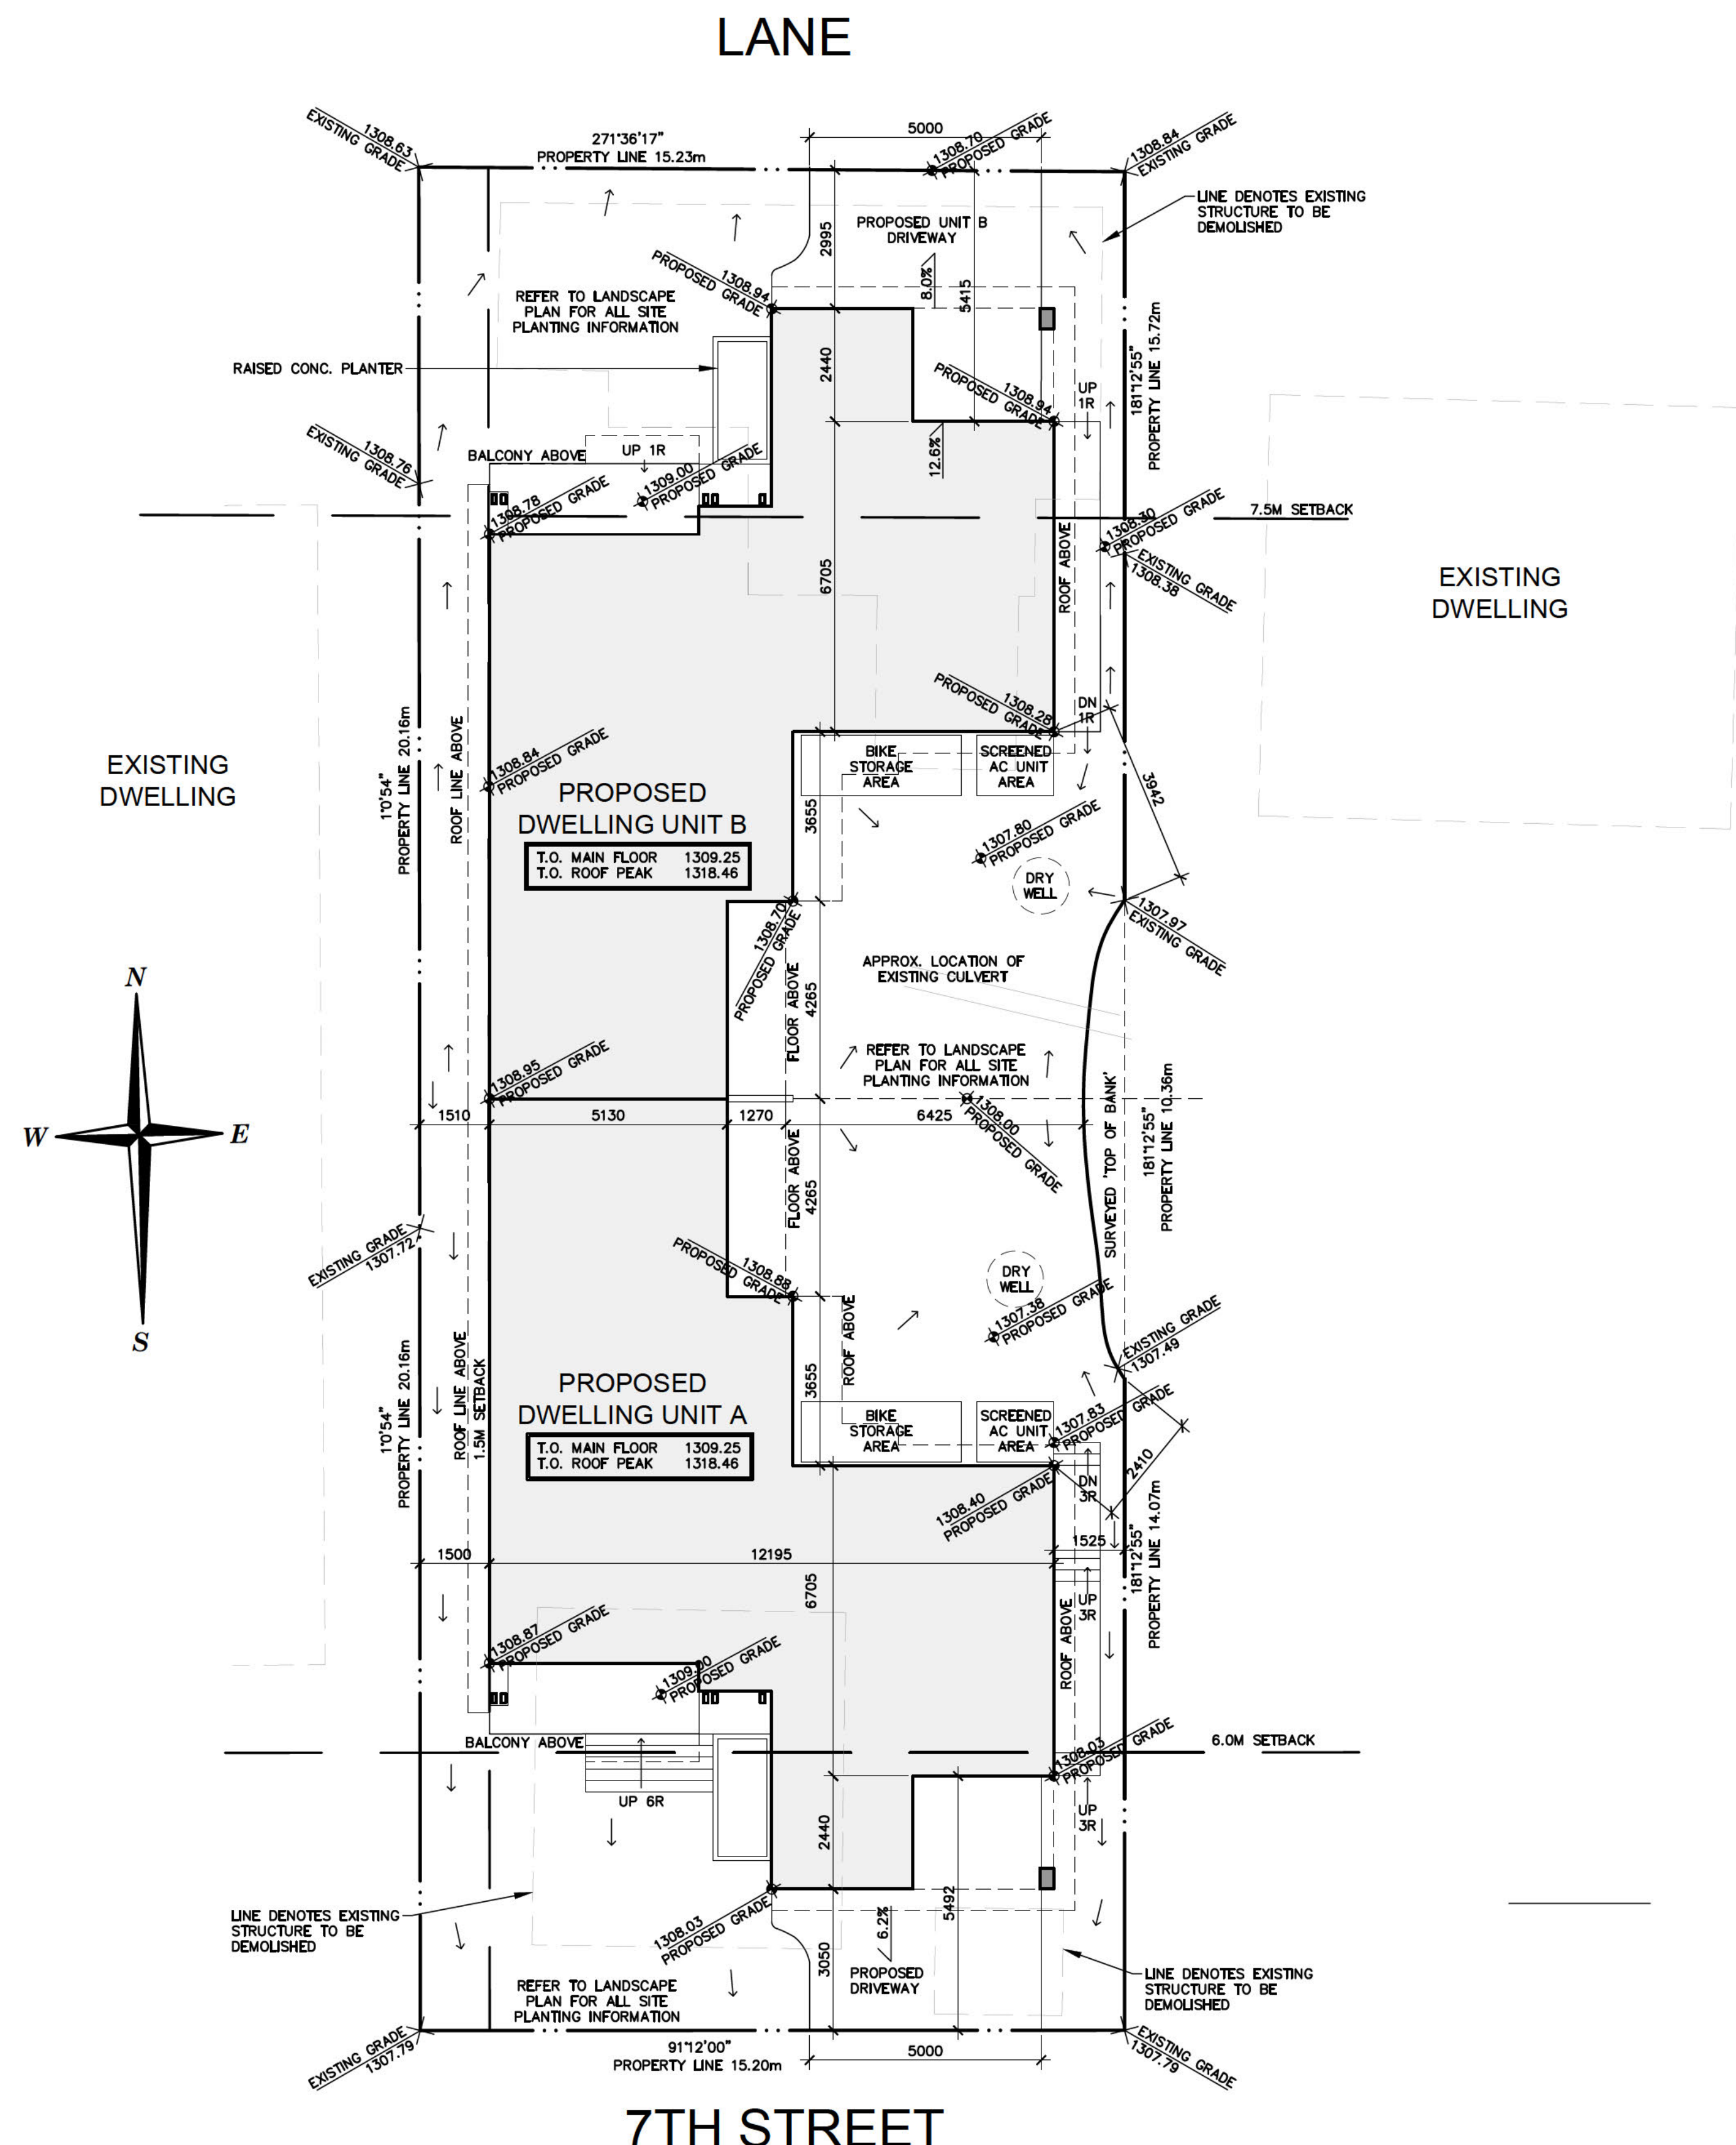 LANE
EXISTING GRADE
1308.63
271°36'17"
PROPERTY LINE 15.23m
5000
1308.70
PROPOSED GRADE
1308.84
EXISTING GRADE
LINE DENOTES EXISTING
STRUCTURE TO BE
DEMOLISHED
2995
PROPOSED UNIT B
DRIVEWAY
8.0%
5415
PROPOSED GRADE
1308.94
REFER TO LANDSCAPE
PLAN FOR ALL SITE
PLANTING INFORMATION
RAISED CONC. PLANTER
2440
PROPOSED GRADE
1308.94
UP
1R
181°12'55"
PROPERTY LINE 15.72m
12.6%
EXISTING GRADE
1308.76
BALCONY ABOVE
UP 1R
1309.00
PROPOSED GRADE
1308.78
PROPOSED GRADE
7.5M SETBACK
1308.30
PROPOSED GRADE
EXISTING GRADE
1308.38
ROOF ABOVE
6705
EXISTING
DWELLING
PROPOSED GRADE
1308.28
DN
1R
1°0'54"
PROPERTY LINE 20.16m
ROOF LINE ABOVE
EXISTING
DWELLING
1308.84
PROPOSED GRADE
BIKE
STORAGE
AREA
SCREENED
AC UNIT
AREA
3942
PROPOSED
DWELLING UNIT B
T.O. MAIN FLOOR 1309.25
T.O. ROOF PEAK 1318.46
3655
1307.80
PROPOSED GRADE
DRY
WELL
1307.97
EXISTING GRADE
1308.70
PROPOSED GRADE
FLOOR ABOVE
4265
APPROX. LOCATION OF
EXISTING CULVERT
N
W
E
S
REFER TO LANDSCAPE
PLAN FOR ALL SITE
PLANTING INFORMATION
1308.95
PROPOSED GRADE
1510
5130
1270
6425
1308.00
PROPOSED GRADE
SURVEYED 'TOP OF BANK'
181°12'55"
PROPERTY LINE 10.36m
FLOOR ABOVE
4265
EXISTING GRADE
1307.72
PROPOSED GRADE
1308.88
DRY
WELL
1307.38
PROPOSED GRADE
EXISTING GRADE
1307.49
1°0'54"
PROPERTY LINE 20.16m
ROOF LINE ABOVE
1.5M SETBACK
ROOF ABOVE
3655
PROPOSED
DWELLING UNIT A
T.O. MAIN FLOOR 1309.25
T.O. ROOF PEAK 1318.46
BIKE
STORAGE
AREA
SCREENED
AC UNIT
AREA
1307.83
PROPOSED GRADE
2410
DN
3R
1308.40
PROPOSED GRADE
1500
12195
1525
181°12'55"
PROPERTY LINE 14.07m
6705
UP
3R
ROOF ABOVE
1308.87
PROPOSED GRADE
1309.00
PROPOSED GRADE
BALCONY ABOVE
6.0M SETBACK
1308.03
PROPOSED GRADE
UP 6R
UP
3R
2440
5492
LINE DENOTES EXISTING
STRUCTURE TO BE
DEMOLISHED
1308.03
PROPOSED GRADE
6.2%
3050
PROPOSED
DRIVEWAY
REFER TO LANDSCAPE
PLAN FOR ALL SITE
PLANTING INFORMATION
LINE DENOTES EXISTING
STRUCTURE TO BE
DEMOLISHED
EXISTING GRADE
1307.79
91°12'00"
PROPERTY LINE 15.20m
5000
EXISTING GRADE
1307.79
7TH STREET